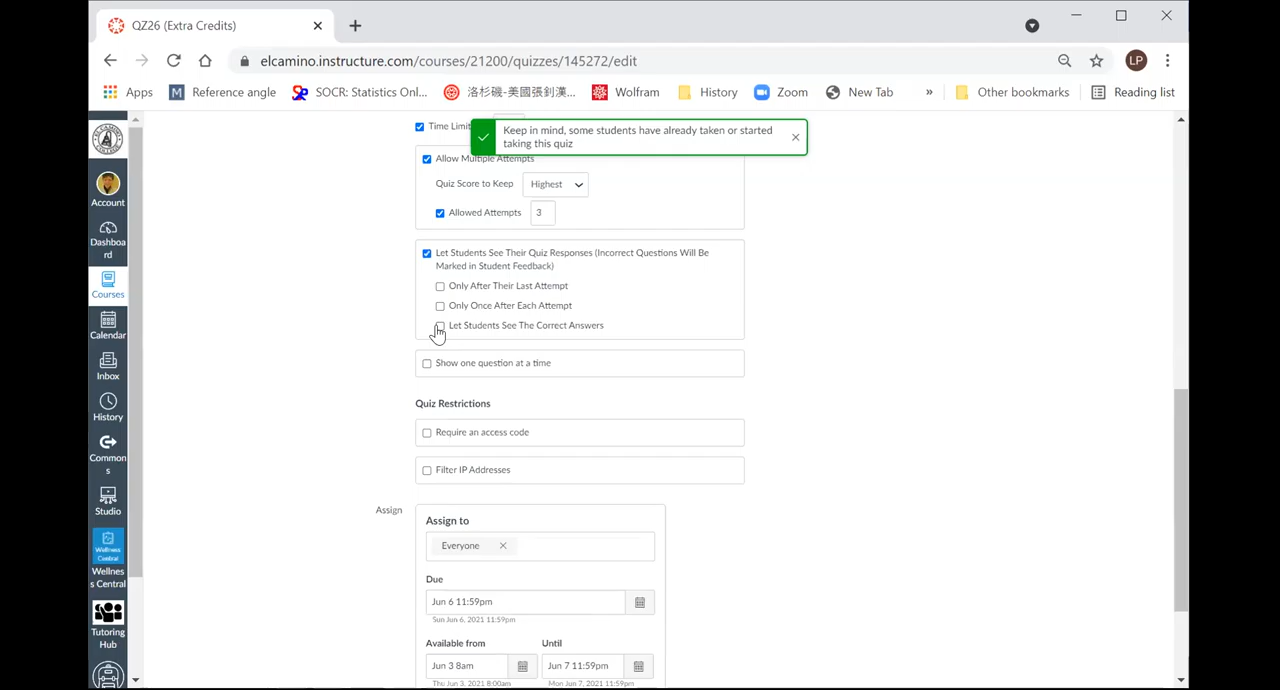 QZ26 (Extra Credits)
elcamino.instructure.com/courses/21200/quizzes/145272/edit
LP
Apps
Reference angle
SOCR: Statistics Onl...
洛杉磯-美國張釗漢...
Wolfram
History
Zoom
New Tab
»
Other bookmarks
Reading list
Account
Dashboa
rd
Courses
Calendar
Inbox
History
Common
s
Studio
Wellness
Central
Wellnes
s Central
Tutoring
Hub
Time Limit
Keep in mind, some students have already taken or started
taking this quiz
Allow Multiple Attempts
Quiz Score to Keep
Highest
Allowed Attempts
3
Let Students See Their Quiz Responses (Incorrect Questions Will Be
Marked in Student Feedback)
Only After Their Last Attempt
Only Once After Each Attempt
Let Students See The Correct Answers
Show one question at a time
Quiz Restrictions
Require an access code
Filter IP Addresses
Assign
Assign to
Everyone
Due
Jun 6 11:59pm
Sun Jun 6, 2021 11:59pm
Available from
Until
Jun 3 8am
Jun 7 11:59pm
Thu Jun 3, 2021 8:00am
Mon Jun 7, 2021 11:59pm